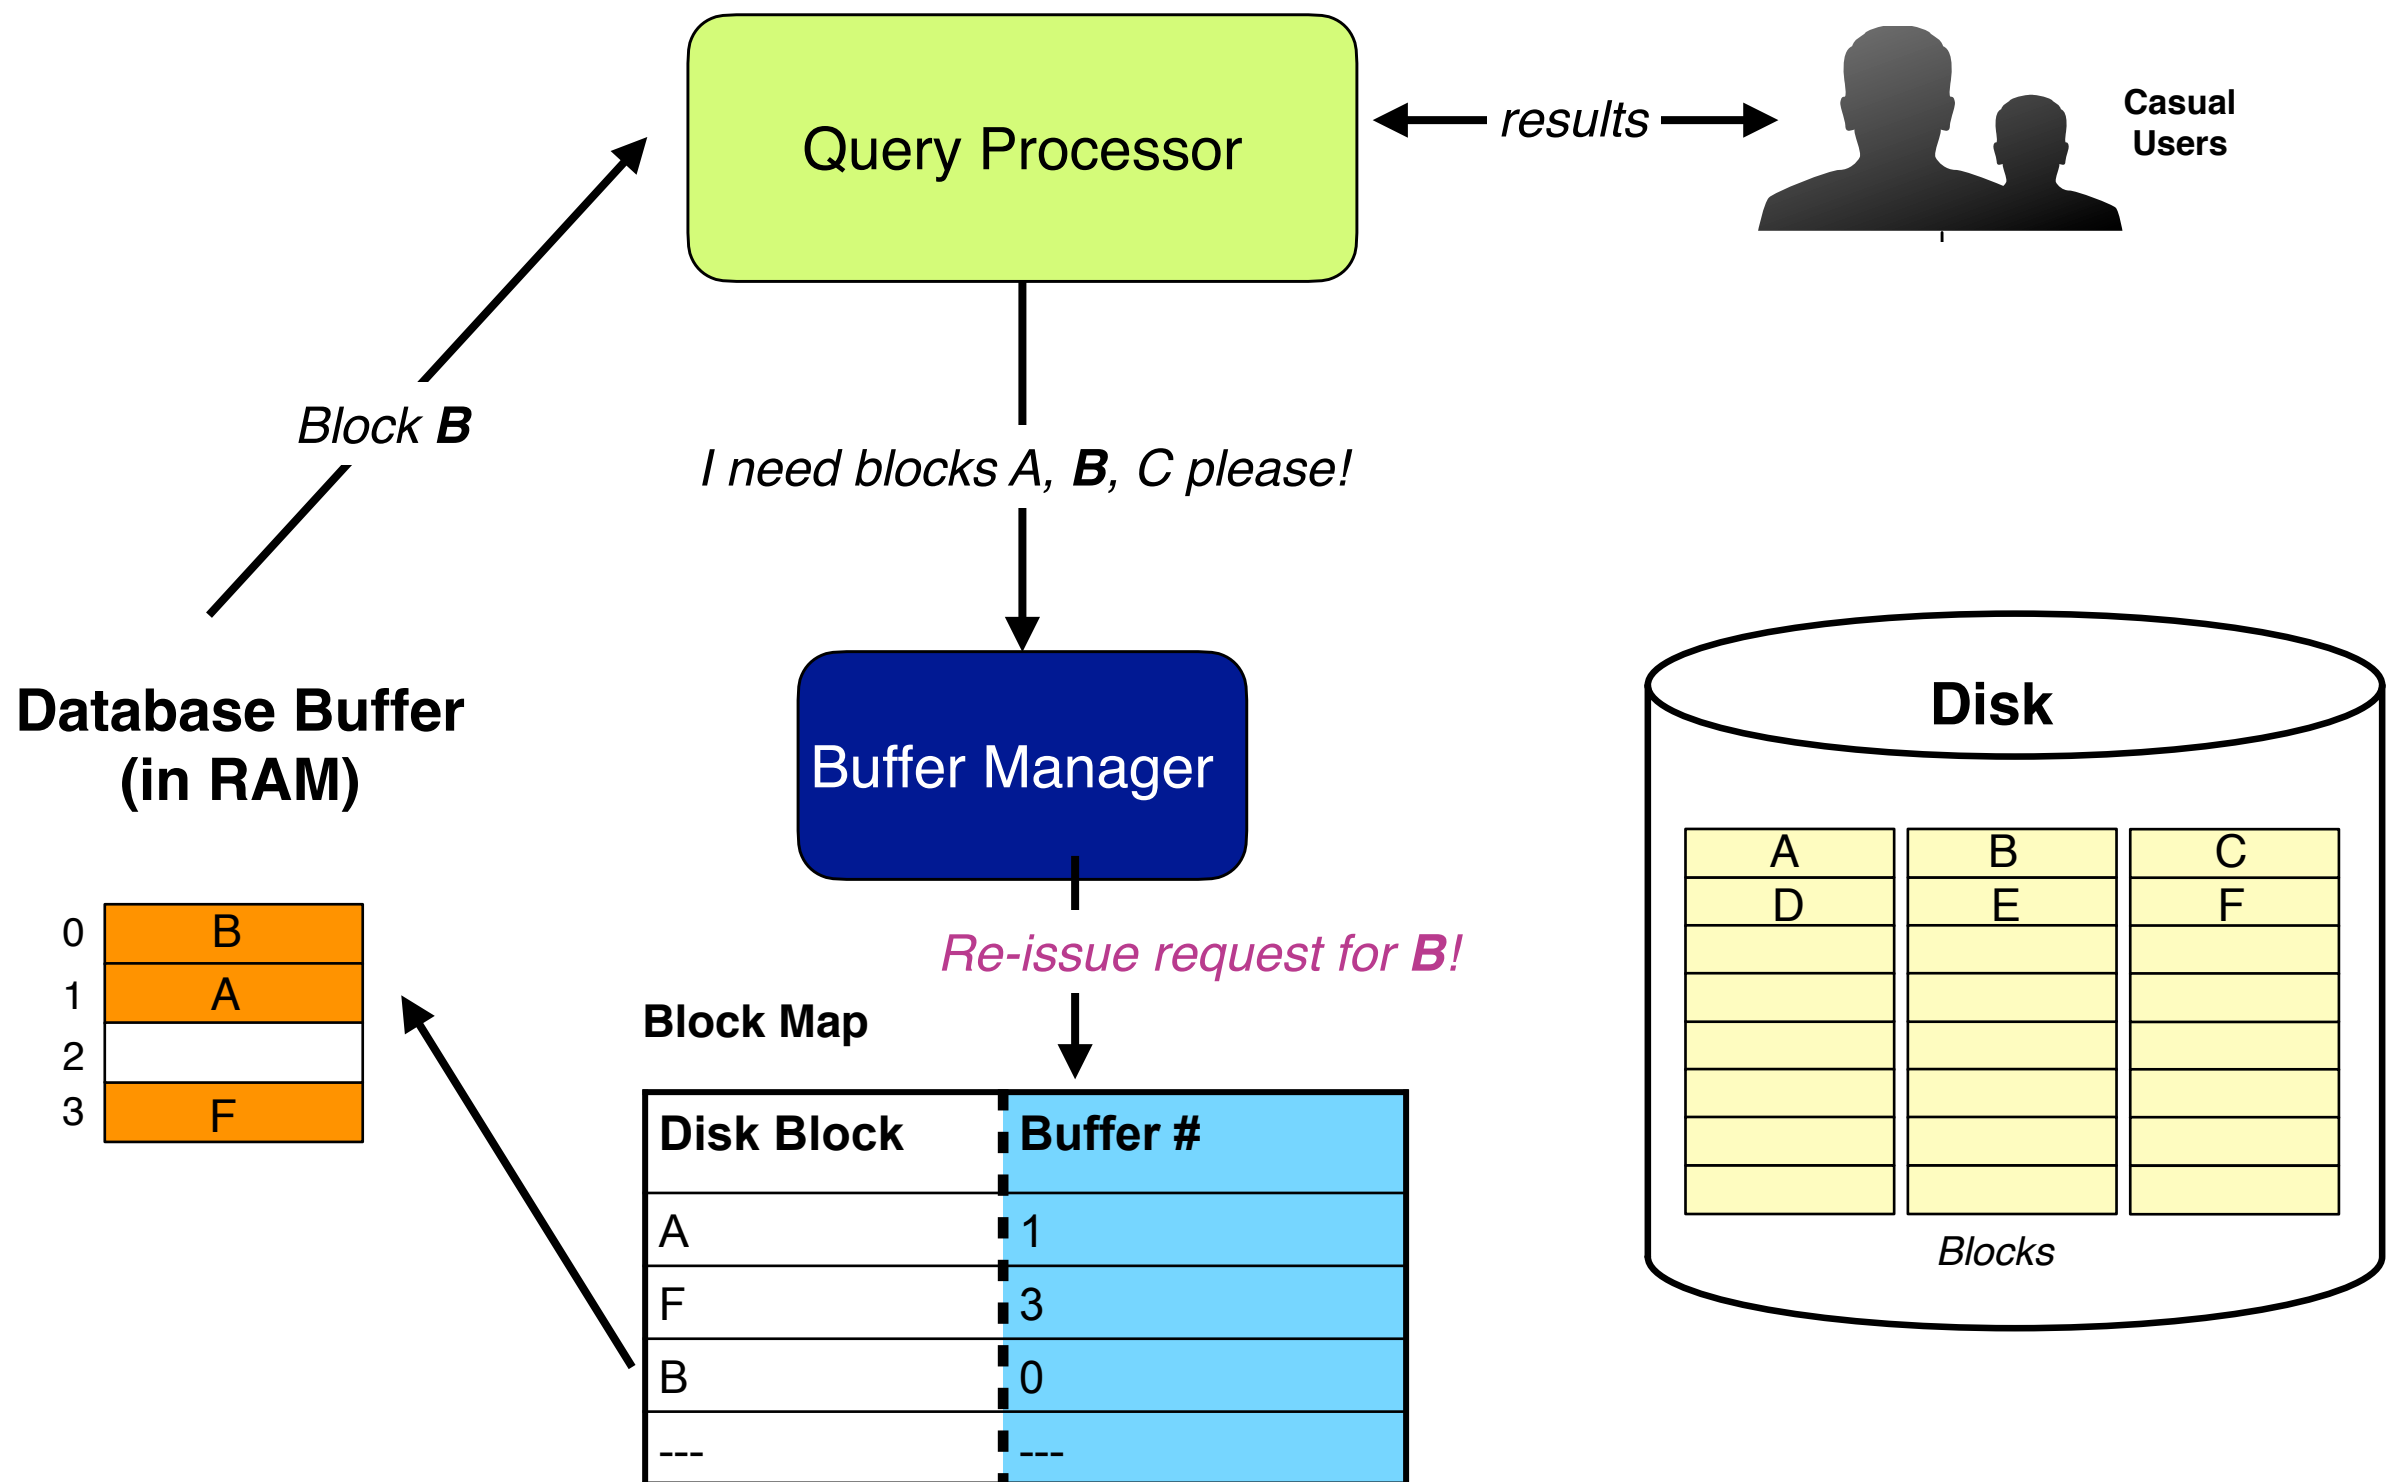 Query Processor
results
Casual
Users
Block B
I need blocks A, B, C please!
Database Buffer
(in RAM)
Buffer Manager
Disk
0 B
1 A
2
3 F
A B C
D E F
Blocks
Re-issue request for B!
Block Map
Disk Block Buffer #
A 1
F 3
B 0
--- ---